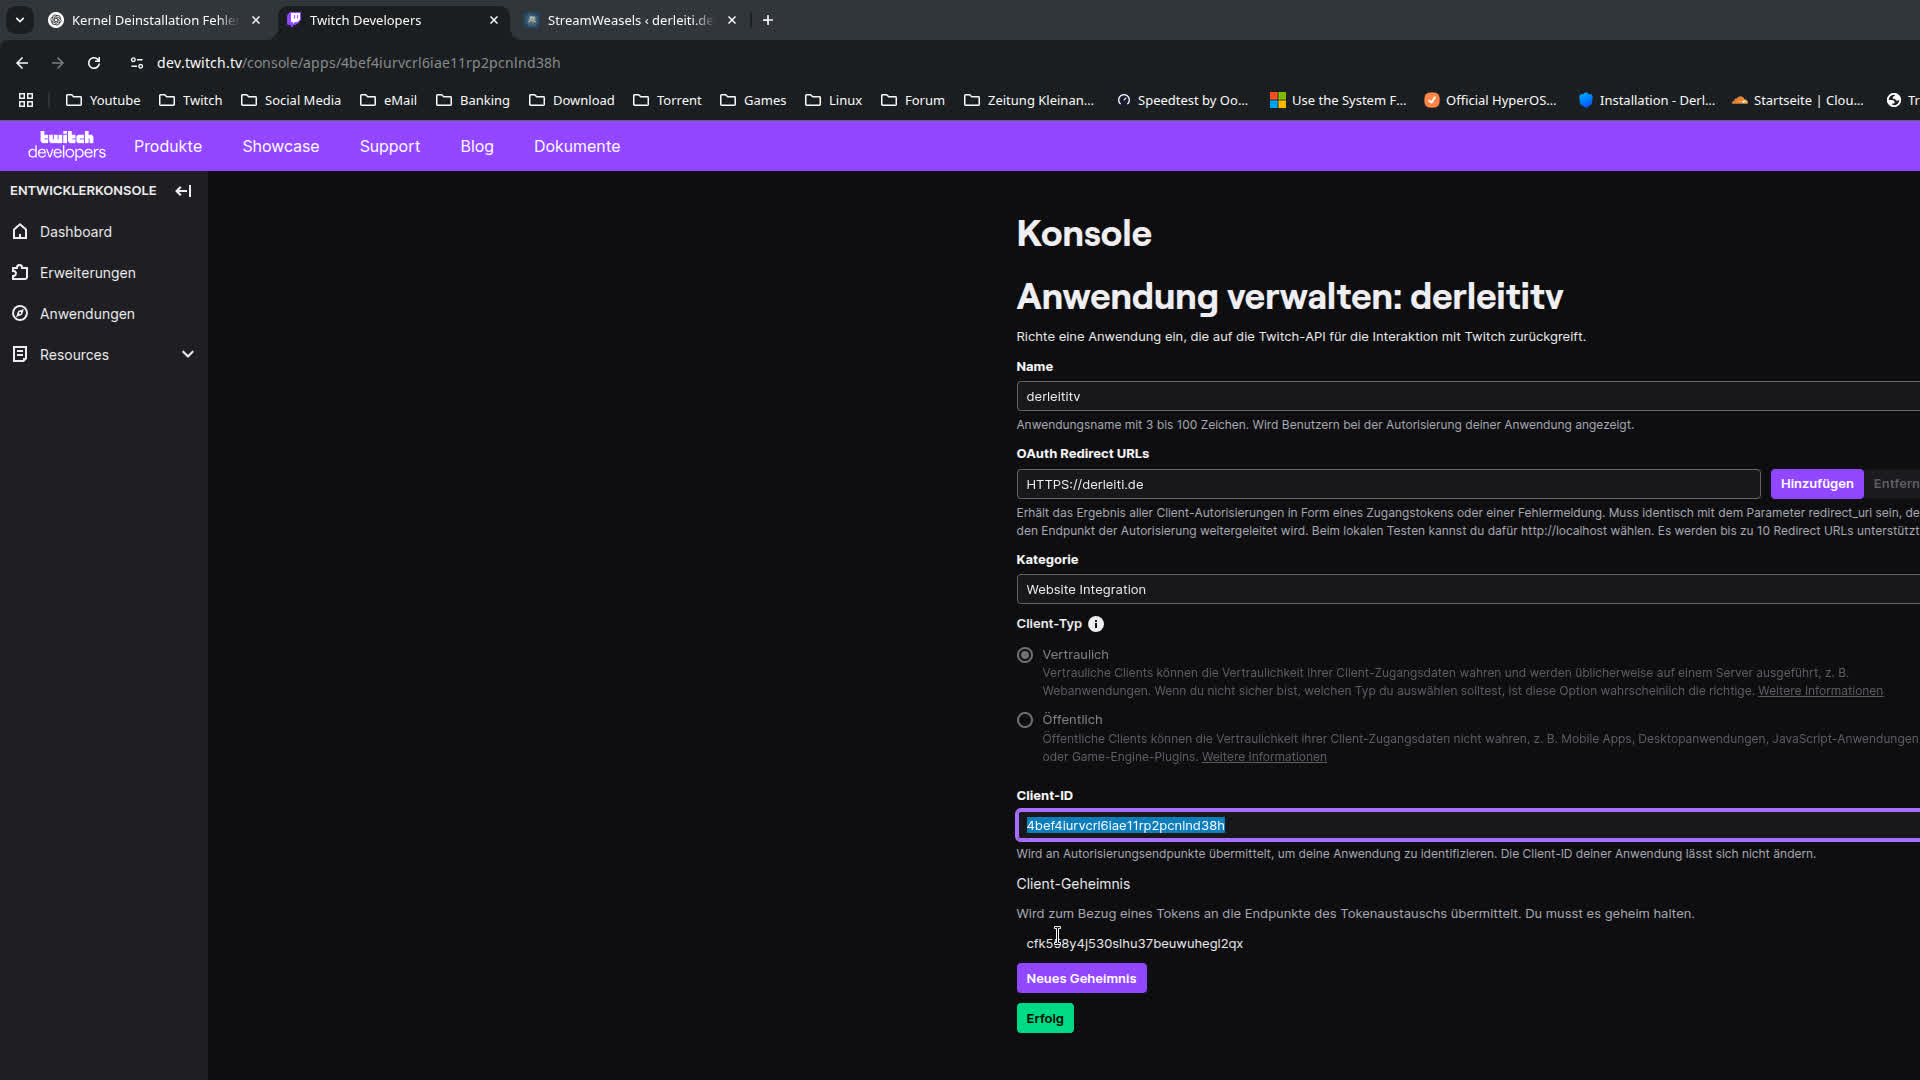 Kernel Deinstallation Fehle
Twitch Developers
StreamWeasels ‹ derleiti.de
dev.twitch.tv/console/apps/4bef4iurvcrl6iae11rp2pcnlnd38h
Youtube
Twitch
Social Media
eMail
Banking
Download
Torrent
Games
Linux
Forum
Zeitung Kleinan...
Speedtest by Oo...
Use the System F...
Official HyperOS...
Installation - Derl...
Startseite | Clou...
Tr
twitch
developers
Produkte
Showcase
Support
Blog
Dokumente
ENTWICKLERKONSOLE
Dashboard
Erweiterungen
Anwendungen
Resources
Konsole
Anwendung verwalten: derleititv
Richte eine Anwendung ein, die auf die Twitch-API für die Interaktion mit Twitch zurückgreift.
Name
derleititv
Anwendungsname mit 3 bis 100 Zeichen. Wird Benutzern bei der Autorisierung deiner Anwendung angezeigt.
OAuth Redirect URLs
HTTPS://derleiti.de
Hinzufügen
Entfern
Erhält das Ergebnis aller Client-Autorisierungen in Form eines Zugangstokens oder einer Fehlermeldung. Muss identisch mit dem Parameter redirect_uri sein, de
den Endpunkt der Autorisierung weitergeleitet wird. Beim lokalen Testen kannst du dafür http://localhost wählen. Es werden bis zu 10 Redirect URLs unterstützt
Kategorie
Website Integration
Client-Typ
Vertraulich
Vertrauliche Clients können die Vertraulichkeit ihrer Client-Zugangsdaten wahren und werden üblicherweise auf einem Server ausgeführt, z. B.
Webanwendungen. Wenn du nicht sicher bist, welchen Typ du auswählen solltest, ist diese Option wahrscheinlich die richtige. Weitere Informationen
Öffentlich
Öffentliche Clients können die Vertraulichkeit ihrer Client-Zugangsdaten nicht wahren, z. B. Mobile Apps, Desktopanwendungen, JavaScript-Anwendungen
oder Game-Engine-Plugins. Weitere Informationen
Client-ID
4bef4iurvcrl6iae11rp2pcnlnd38h
Wird an Autorisierungsendpunkte übermittelt, um deine Anwendung zu identifizieren. Die Client-ID deiner Anwendung lässt sich nicht ändern.
Client-Geheimnis
Wird zum Bezug eines Tokens an die Endpunkte des Tokenaustauschs übermittelt. Du musst es geheim halten.
Neues Geheimnis
Erfolg